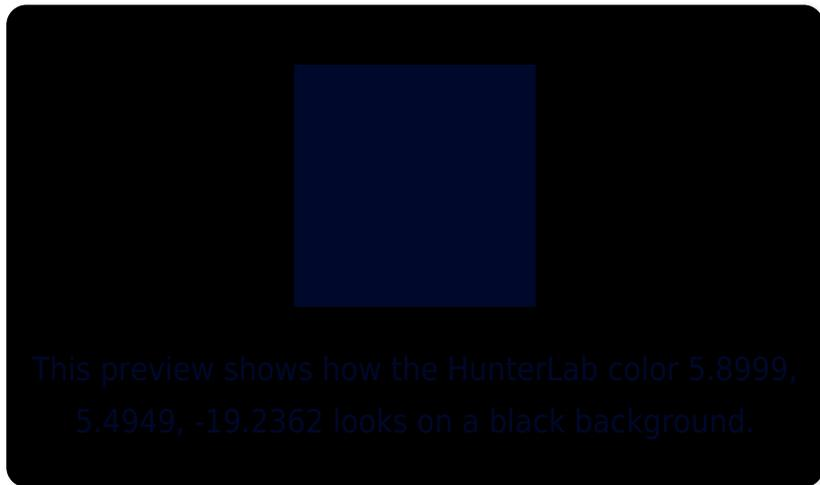 This preview shows how the HunterLab color 5.8999,
5.4949, -19.2362 looks on a black background.